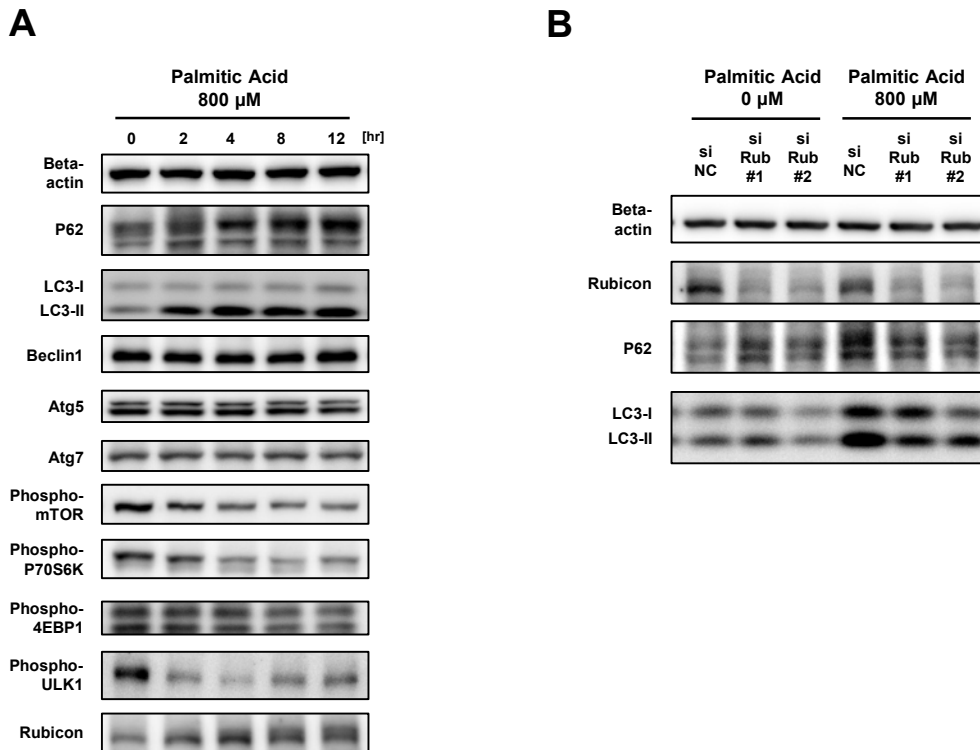 A
Palmitic Acid
800 µM
0 2 4 8 12 [hr]
Beta-
actin
P62
LC3-I
LC3-II
Beclin1
Atg5
Atg7
Phospho-
mTOR
Phospho-
P70S6K
Phospho-
4EBP1
Phospho-
ULK1
Rubicon
B
Palmitic Acid
0 µM
Palmitic Acid
800 µM
si
NC
si
Rub
#1
si
Rub
#2
si
NC
si
Rub
#1
si
Rub
#2
Beta-
actin
Rubicon
P62
LC3-I
LC3-II